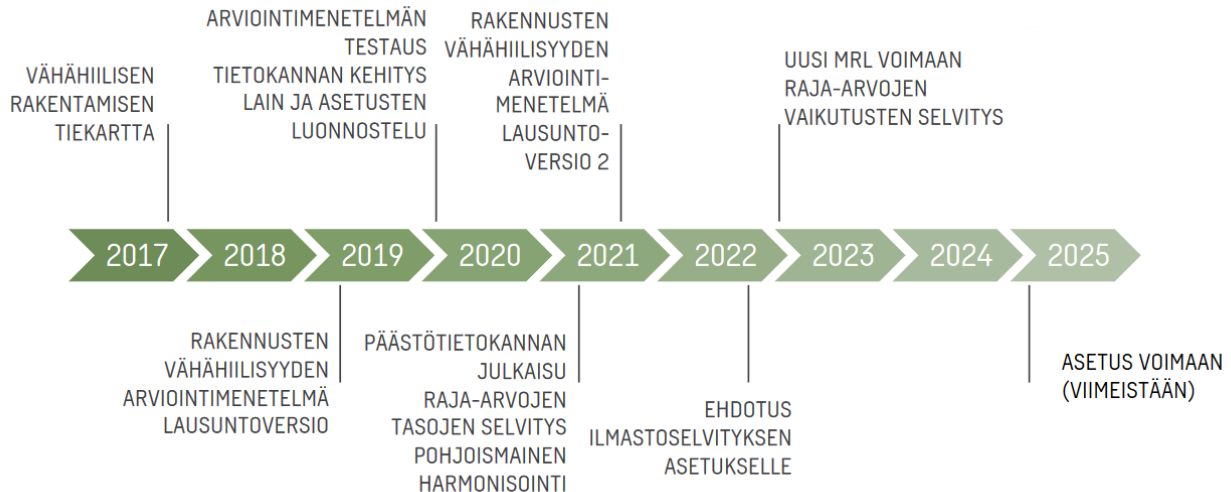 VÄHÄHIILISEN
RAKENTAMISEN
TIEKARTTA
ARVIOINTIMENETELMÄN
TESTAUS
TIETOKANNAN KEHITYS
LAIN JA ASETUSTEN
LUONNOSTELU
RAKENNUSTEN
VÄHÄHIILISYYDEN
ARVIOINTI-
MENETELMÄ
LAUSUNTO-
VERSIO 2
UUSI MRL VOIMAAN
RAJA-ARVOJEN
VAIKUTUSTEN SELVITYS
2017
2018
2019
2020
2021
2022
2023
2024
2025
RAKENNUSTEN
VÄHÄHIILISYYDEN
ARVIOINTIMENETELMÄ
LAUSUNTOVERSIO
PÄÄSTÖTIETOKANNAN
JULKAISU
RAJA-ARVOJEN
TASOJEN SELVITYS
POHJOISMAINEN
HARMONISOINTI
EHDOTUS
ILMASTOSELVITYKSEN
ASETUKSELLE
ASETUS VOIMAAN
(VIIMEISTÄÄN)